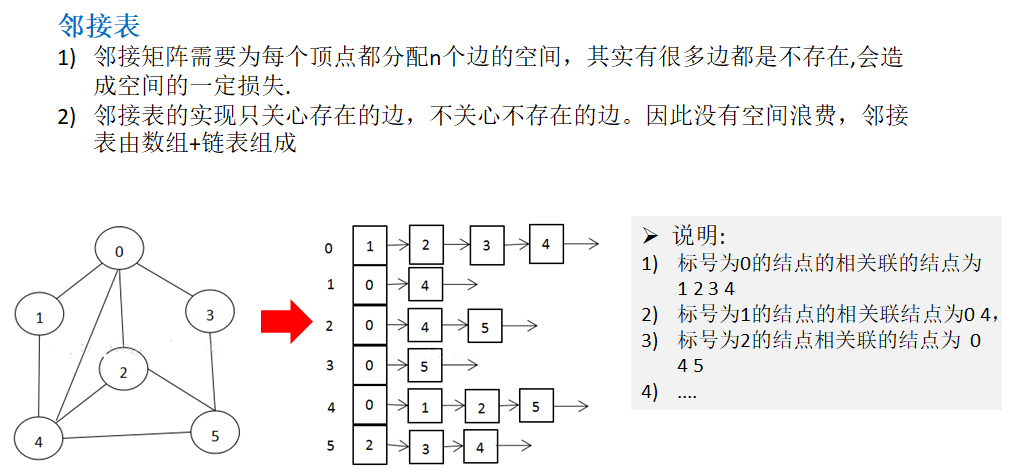 邻接表
1) 邻接矩阵需要为每个顶点都分配n个边的空间，其实有很多边都是不存在,会造
成空间的一定损失.
2) 邻接表的实现只关心存在的边，不关心不存在的边。因此没有空间浪费，邻接
表由数组+链表组成
0
1
3
2
4
5
0 1 2 3 4
1 0 4
2 0 4 5
3 0 5
4 0 1 2 5
5 2 3 4
➢ 说明:
1) 标号为0的结点的相关联的结点为
1 2 3 4
2) 标号为1的结点的相关联结点为0 4，
3) 标号为2的结点相关联的结点为 0
4 5
4) ....